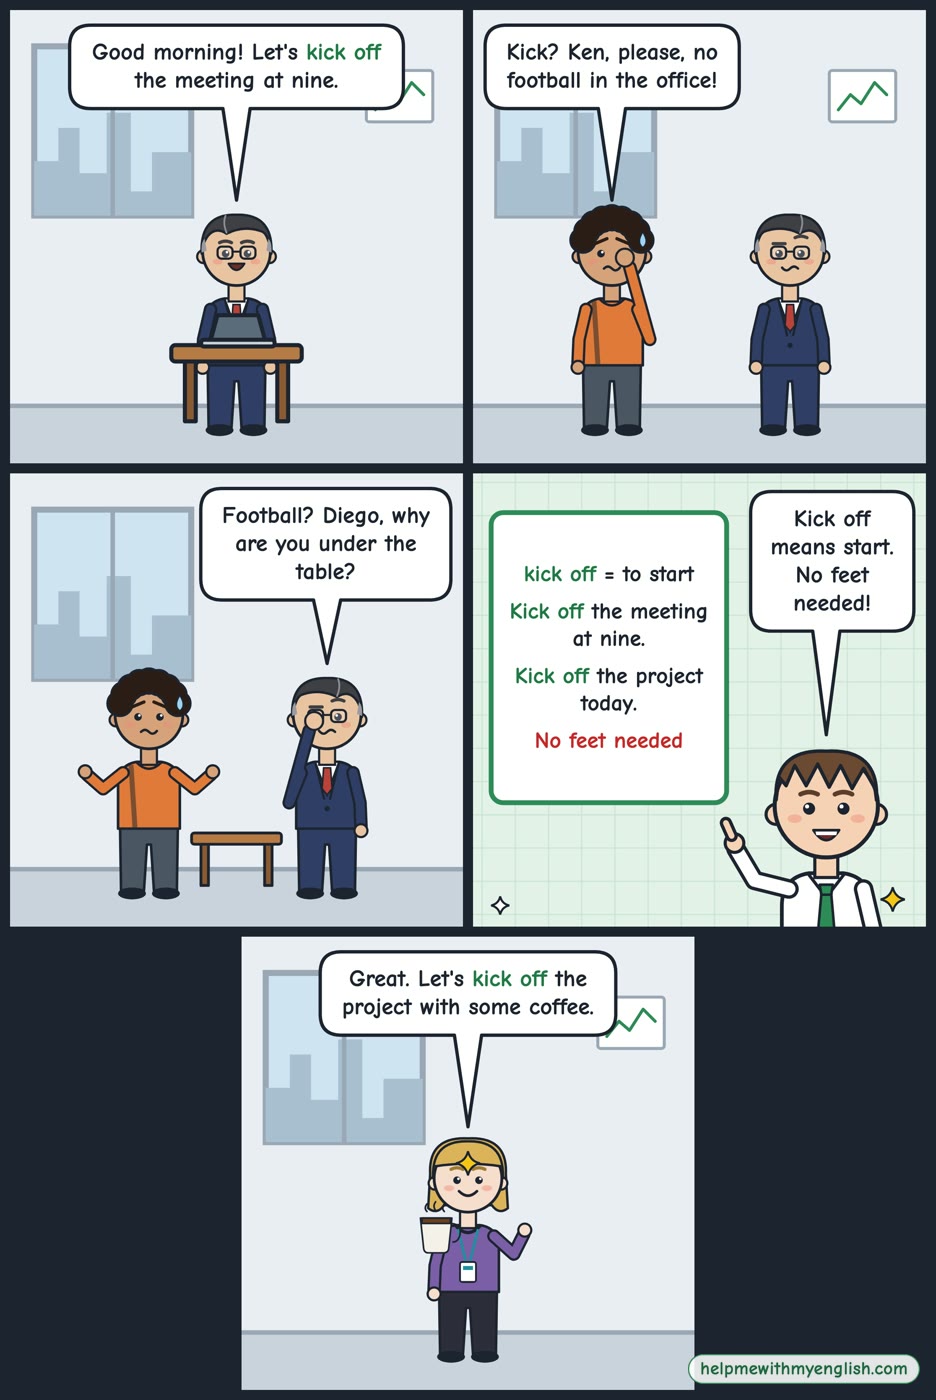 Good morning! Let's kick off
the meeting at nine.
Kick? Ken, please, no
football in the office!
Football? Diego, why
are you under the
table?
kick off = to start
Kick off the meeting
at nine.
Kick off the project
today.
No feet needed
Kick off
means start.
No feet
needed!
Great. Let's kick off the
project with some coffee.
helpmewithmyenglish.com